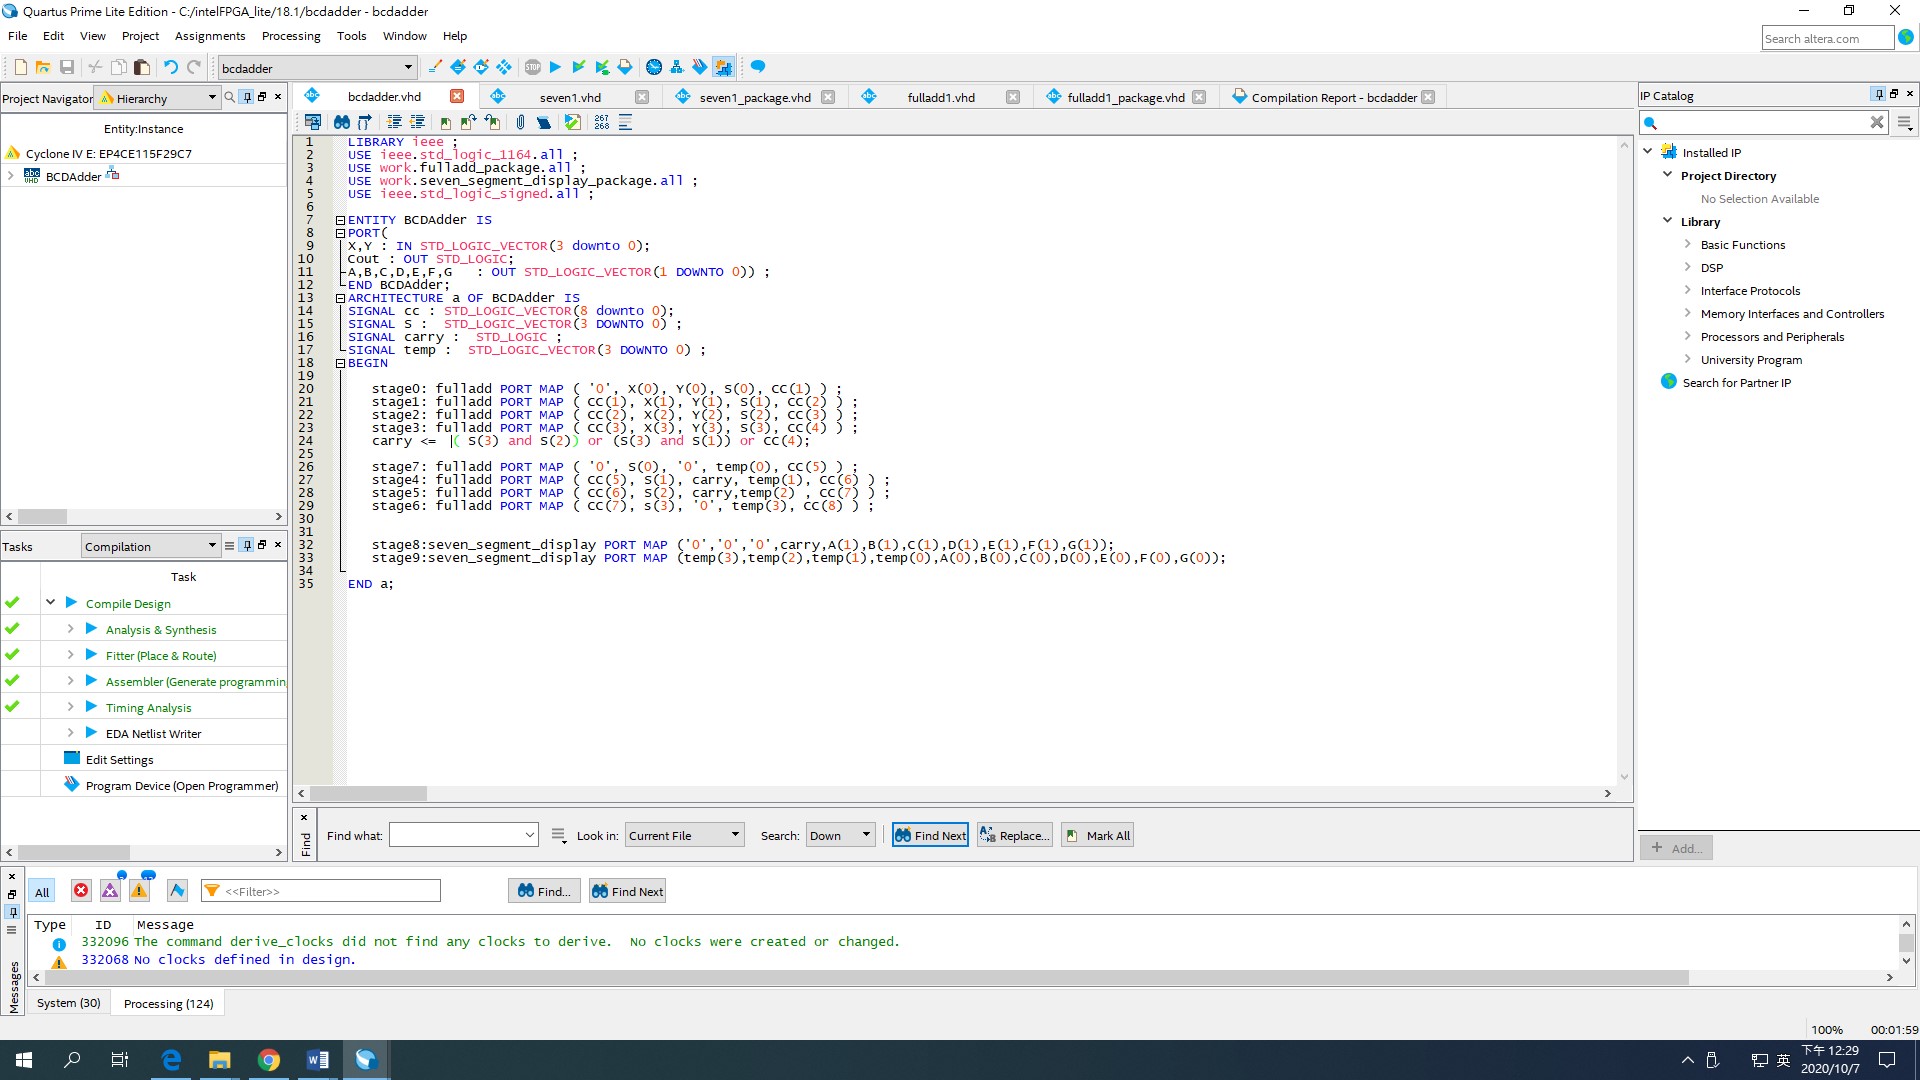 Quartus Prime Lite Edition - C:/intelFPGA_lite/18.1/bcdadder - bcdadder
File Edit View Project Assignments Processing Tools Window Help
Search altera.com
bcdadder
Project Navigator Hierarchy
bcdadder.vhd seven1.vhd seven1_package.vhd fulladd1.vhd fulladd1_package.vhd Compilation Report - bcdadder
IP Catalog
Entity:Instance
Cyclone IV E: EP4CE115F29C7
BCDAdder
267
268
1 LIBRARY ieee ;
2 USE ieee.std_logic_1164.all ;
3 USE work.fulladd_package.all ;
4 USE work.seven_segment_display_package.all ;
5 USE ieee.std_logic_signed.all ;
6
7 ENTITY BCDAdder IS
8 PORT(
9 X,Y : IN STD_LOGIC_VECTOR(3 downto 0);
10 Cout : OUT STD_LOGIC;
11 A,B,C,D,E,F,G   : OUT STD_LOGIC_VECTOR(1 DOWNTO 0)) ;
12 END BCDAdder;
13 ARCHITECTURE a OF BCDAdder IS
14 SIGNAL cc : STD_LOGIC_VECTOR(8 downto 0);
15 SIGNAL S :  STD_LOGIC_VECTOR(3 DOWNTO 0) ;
16 SIGNAL carry :  STD_LOGIC ;
17 SIGNAL temp :  STD_LOGIC_VECTOR(3 DOWNTO 0) ;
18 BEGIN
19
20 stage0: fulladd PORT MAP ( '0', X(0), Y(0), S(0), CC(1) ) ;
21 stage1: fulladd PORT MAP ( CC(1), X(1), Y(1), S(1), CC(2) ) ;
22 stage2: fulladd PORT MAP ( CC(2), X(2), Y(2), S(2), CC(3) ) ;
23 stage3: fulladd PORT MAP ( CC(3), X(3), Y(3), S(3), CC(4) ) ;
24 carry <=  ( S(3) and S(2)) or (S(3) and S(1)) or CC(4);
25
26 stage7: fulladd PORT MAP ( '0', S(0), '0', temp(0), CC(5) ) ;
27 stage4: fulladd PORT MAP ( CC(5), S(1), carry, temp(1), CC(6) ) ;
28 stage5: fulladd PORT MAP ( CC(6), S(2), carry,temp(2) , CC(7) ) ;
29 stage6: fulladd PORT MAP ( CC(7), S(3), '0', temp(3), CC(8) ) ;
30
31
32 stage8:seven_segment_display PORT MAP ('0','0','0',carry,A(1),B(1),C(1),D(1),E(1),F(1),G(1));
33 stage9:seven_segment_display PORT MAP (temp(3),temp(2),temp(1),temp(0),A(0),B(0),C(0),D(0),E(0),F(0),G(0));
34
35 END a;
Installed IP
Project Directory
No Selection Available
Library
Basic Functions
DSP
Interface Protocols
Memory Interfaces and Controllers
Processors and Peripherals
University Program
Search for Partner IP
+ Add...
Tasks Compilation
Task
Compile Design
Analysis & Synthesis
Fitter (Place & Route)
Assembler (Generate programmin
Timing Analysis
EDA Netlist Writer
Edit Settings
Program Device (Open Programmer)
Find
Find what: Look in: Current File Search: Down Find Next Replace... Mark All
All <<Filter>> Find... Find Next
Messages
Type ID Message
332096 The command derive_clocks did not find any clocks to derive.  No clocks were created or changed.
332068 No clocks defined in design.
System (30) Processing (124)
100% 00:01:59
英 下午 12:29
2020/10/7